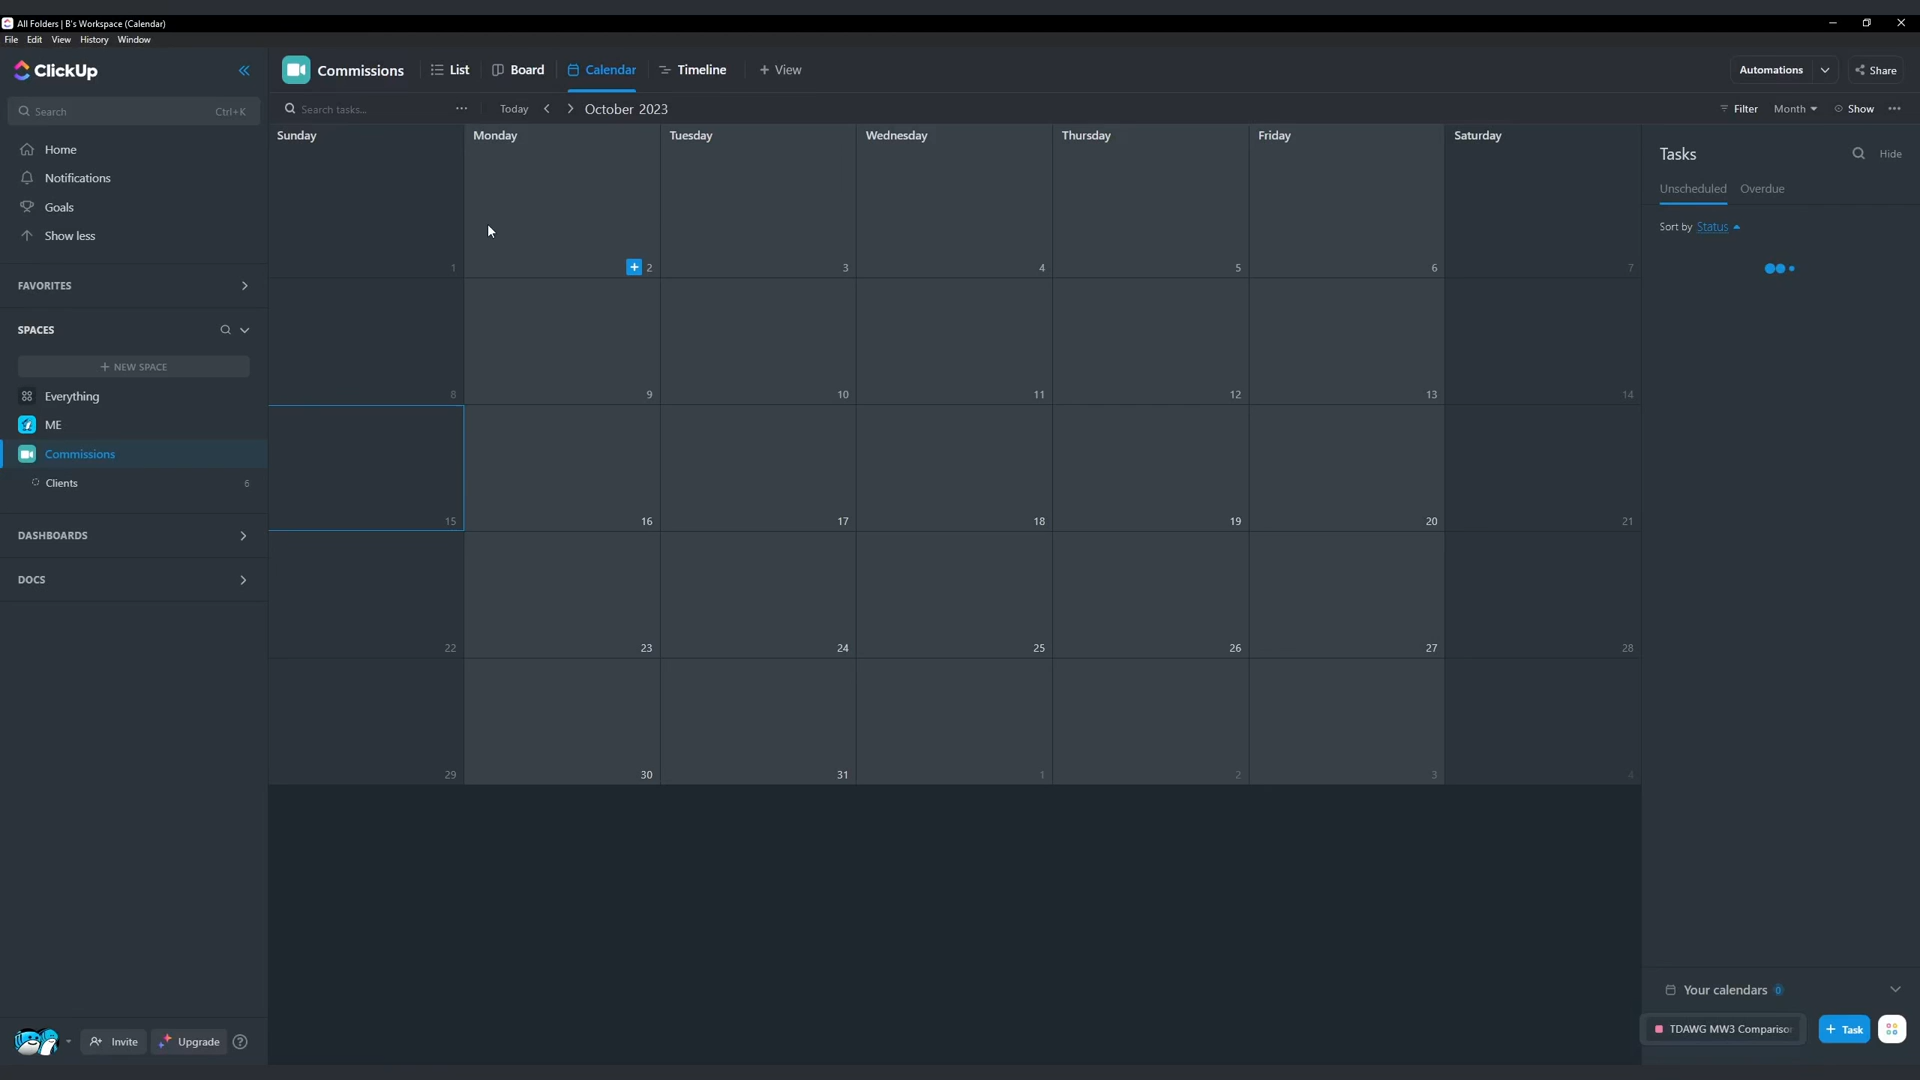 All Folders | B's Workspace (Calendar)
File Edit View History Window
ClickUp
Commissions List Board Calendar Timeline + View
Automations Share
Search Ctrl+K
Search tasks... Today October 2023
Filter Month Show
Home
Notifications
Goals
Show less
FAVORITES
SPACES
+ NEW SPACE
Everything
ME
Commissions
Clients 6
DASHBOARDS
DOCS
Invite Upgrade ?
Sunday Monday Tuesday Wednesday Thursday Friday Saturday
1 + 2 3 4 5 6 7
8 9 10 11 12 13 14
15 16 17 18 19 20 21
22 23 24 25 26 27 28
29 30 31 1 2 3 4
Tasks Hide
Unscheduled Overdue
Sort by Status
Your calendars 0
TDAWG MW3 Comparisor
+ Task